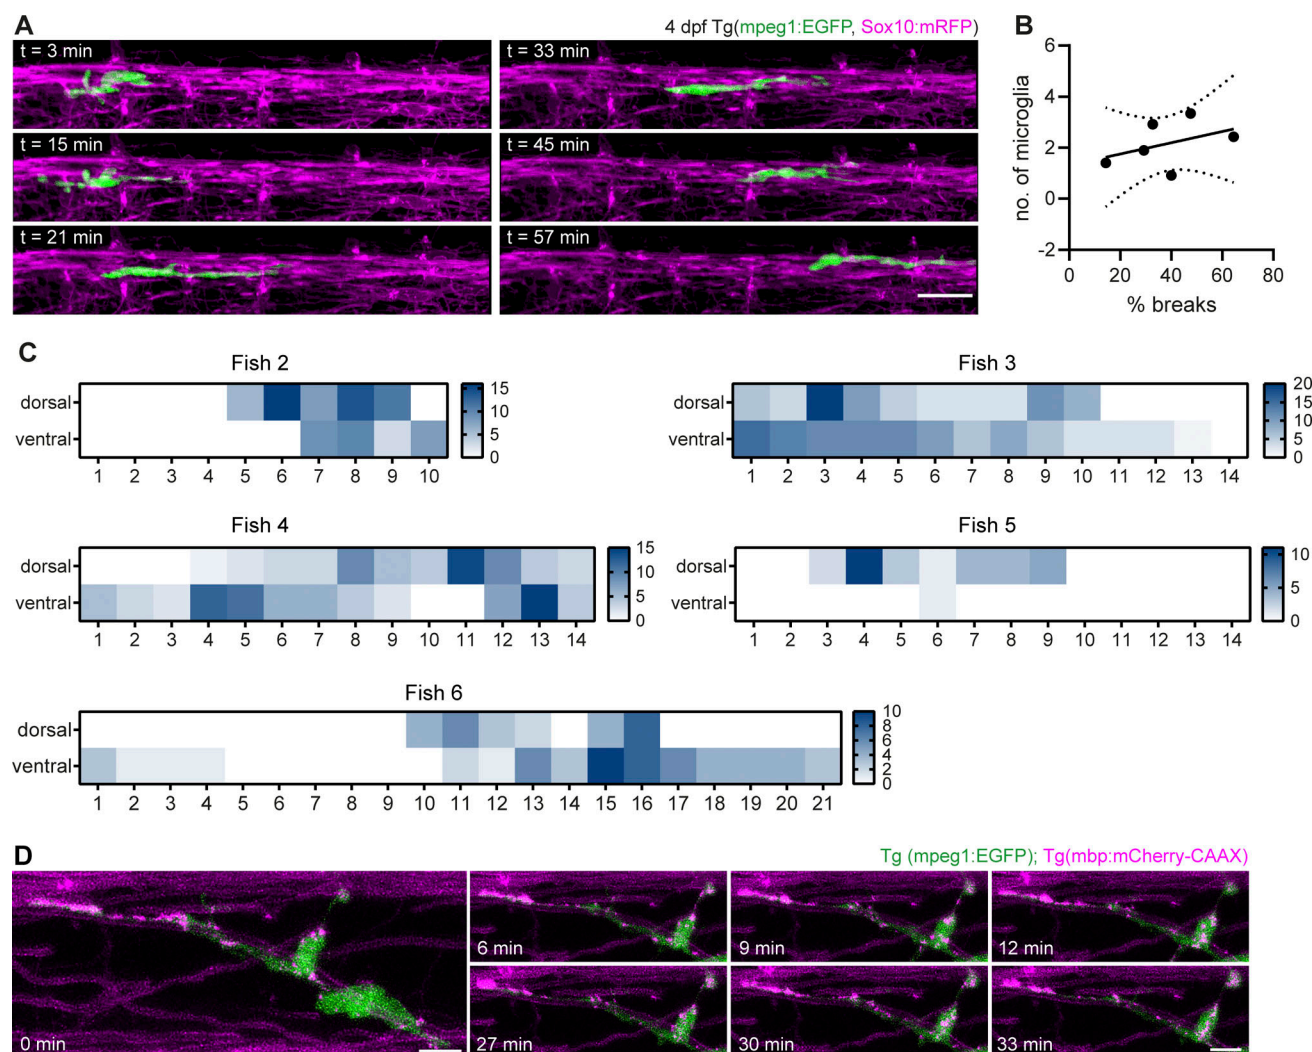 A
4 dpf Tg(mpeg1:EGFP, Sox10:mRFP)
t = 3 min
t = 33 min
t = 15 min
t = 45 min
t = 21 min
t = 57 min
B
no. of microglia
6
4
2
0
-2
0 20 40 60 80
% breaks
C
Fish 2
dorsal
ventral
1 2 3 4 5 6 7 8 9 10
15
10
5
0
Fish 3
dorsal
ventral
1 2 3 4 5 6 7 8 9 10 11 12 13 14
20
15
10
5
0
Fish 4
dorsal
ventral
1 2 3 4 5 6 7 8 9 10 11 12 13 14
15
10
5
0
Fish 5
dorsal
ventral
1 2 3 4 5 6 7 8 9 10 11 12 13 14
10
5
0
Fish 6
dorsal
ventral
1 2 3 4 5 6 7 8 9 10 11 12 13 14 15 16 17 18 19 20 21
10
8
6
4
2
0
D
Tg (mpeg1:EGFP); Tg(mbp:mCherry-CAAX)
0 min
6 min
9 min
12 min
27 min
30 min
33 min